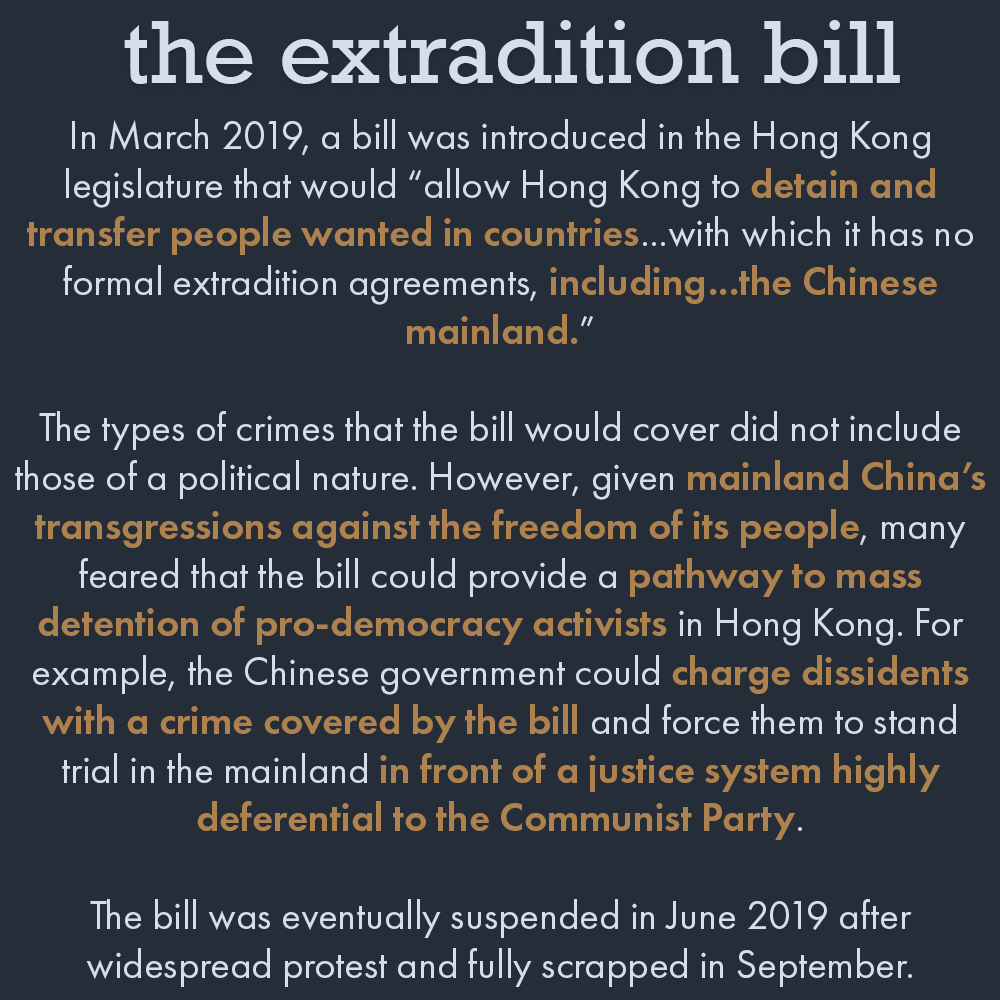 the extradition bill
In March 2019, a bill was introduced in the Hong Kong
legislature that would “allow Hong Kong to detain and
transfer people wanted in countries...with which it has no
formal extradition agreements, including...the Chinese
mainland.”
The types of crimes that the bill would cover did not include
those of a political nature. However, given mainland China’s
transgressions against the freedom of its people, many
feared that the bill could provide a pathway to mass
detention of pro-democracy activists in Hong Kong. For
example, the Chinese government could charge dissidents
with a crime covered by the bill and force them to stand
trial in the mainland in front of a justice system highly
deferential to the Communist Party.
The bill was eventually suspended in June 2019 after
widespread protest and fully scrapped in September.